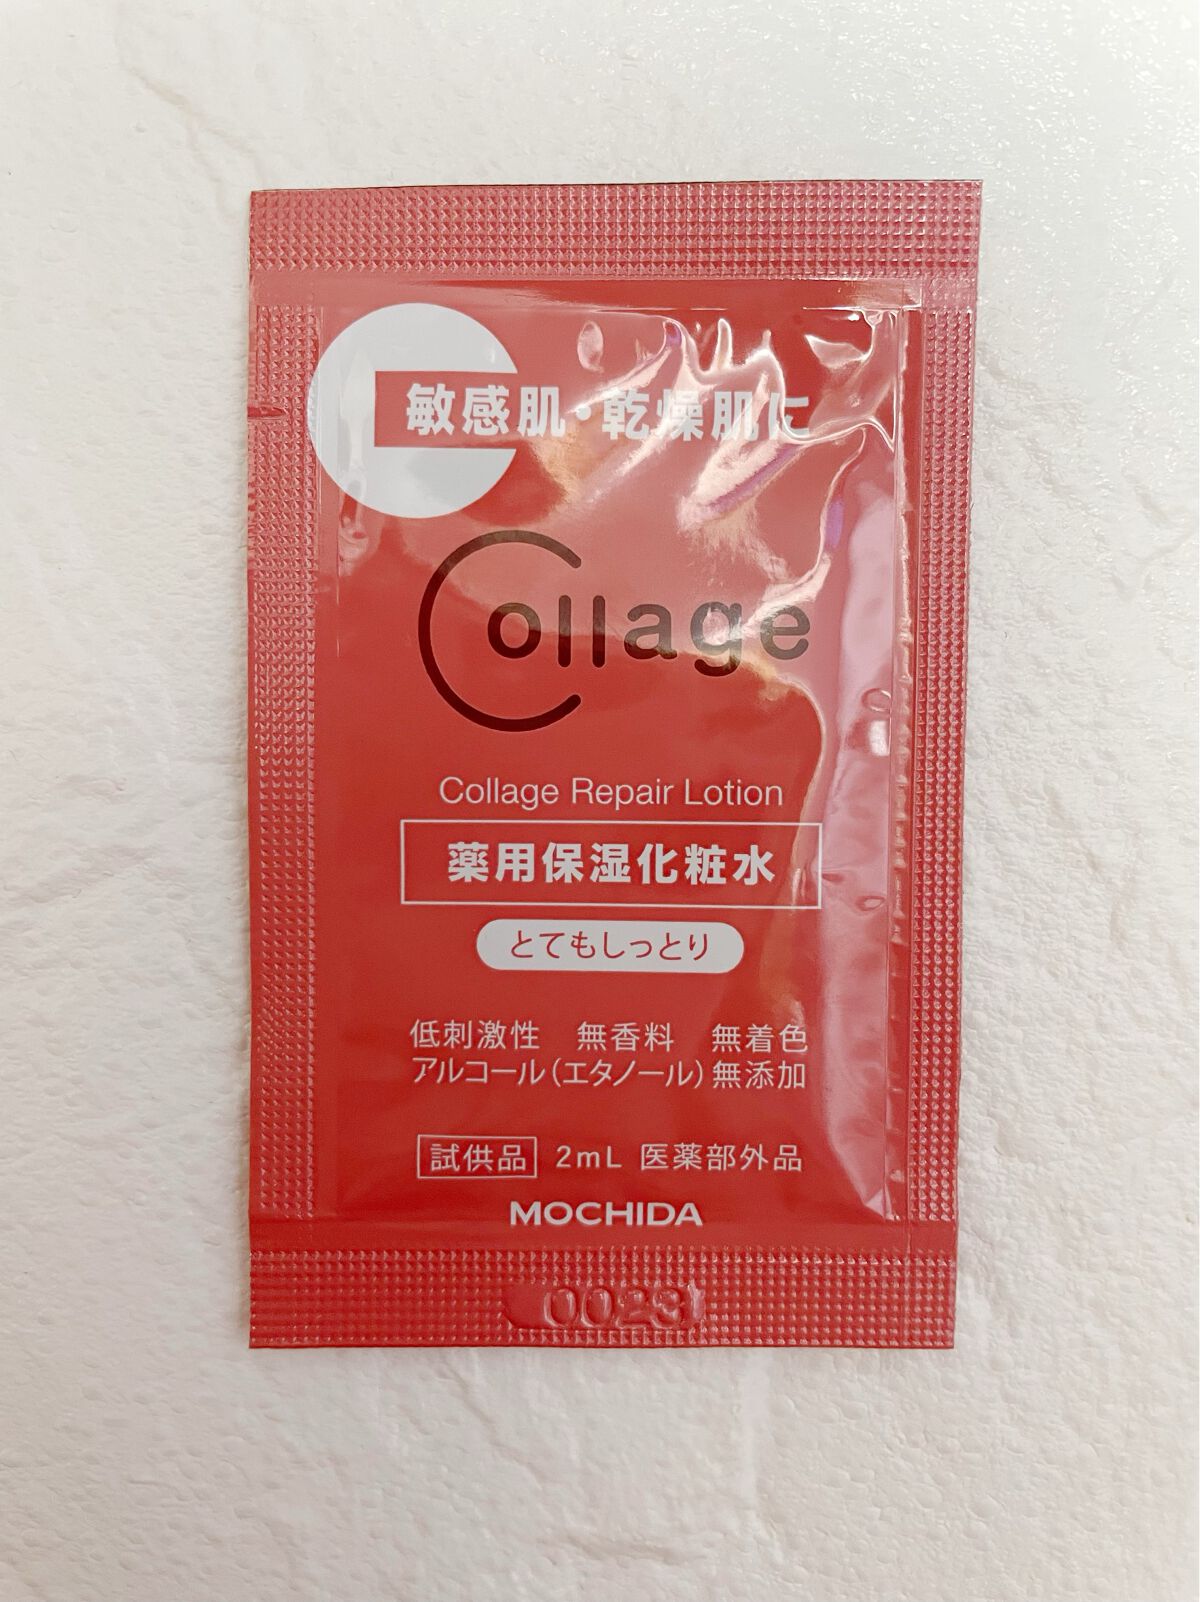 敏感肌・乾燥肌に
Collage
Collage Repair Lotion
薬用保湿化粧水
とてもしっとり
低刺激性 無香料 無着色
アルコール(エタノール)無添加
試供品 2mL 医薬部外品
MOCHIDA
0023